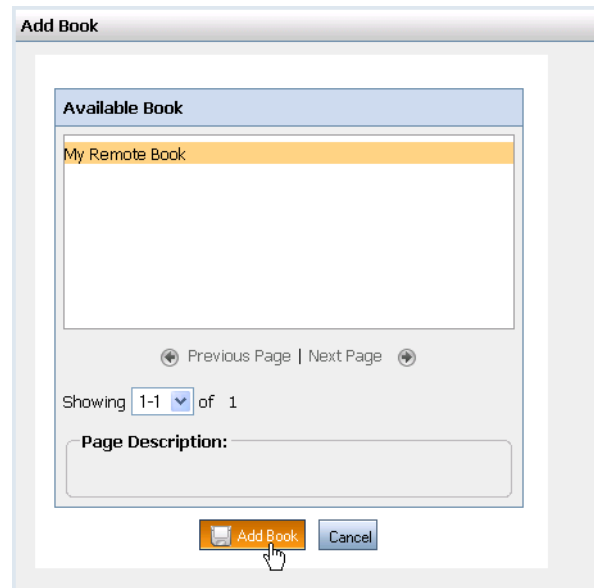 Add Book
Available Book
My Remote Book
Previous Page | Next Page
Showing 1-1 of 1
Page Description:
Add Book Cancel